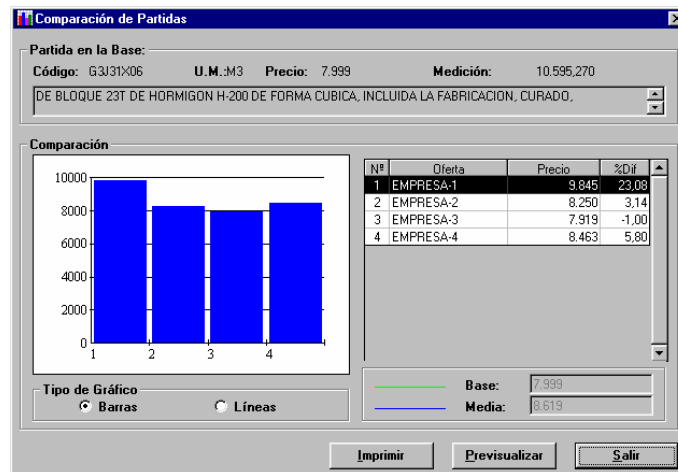 Comparación de Partidas
Partida en la Base:
Código: G3J31X06 U.M.:M3 Precio: 7.999 Medición: 10.595,270
DE BLOQUE 23T DE HORMIGON H-200 DE FORMA CUBICA, INCLUIDA LA FABRICACION, CURADO,
Comparación
10000
8000
6000
4000
2000
0
1 2 3 4
Nº Oferta Precio %Dif
1 EMPRESA-1 9.845 23,08
2 EMPRESA-2 8.250 3,14
3 EMPRESA-3 7.919 -1,00
4 EMPRESA-4 8.463 5,80
Tipo de Gráfico
Barras Líneas
Base: 7.999
Media: 8.619
Imprimir Previsualizar Salir